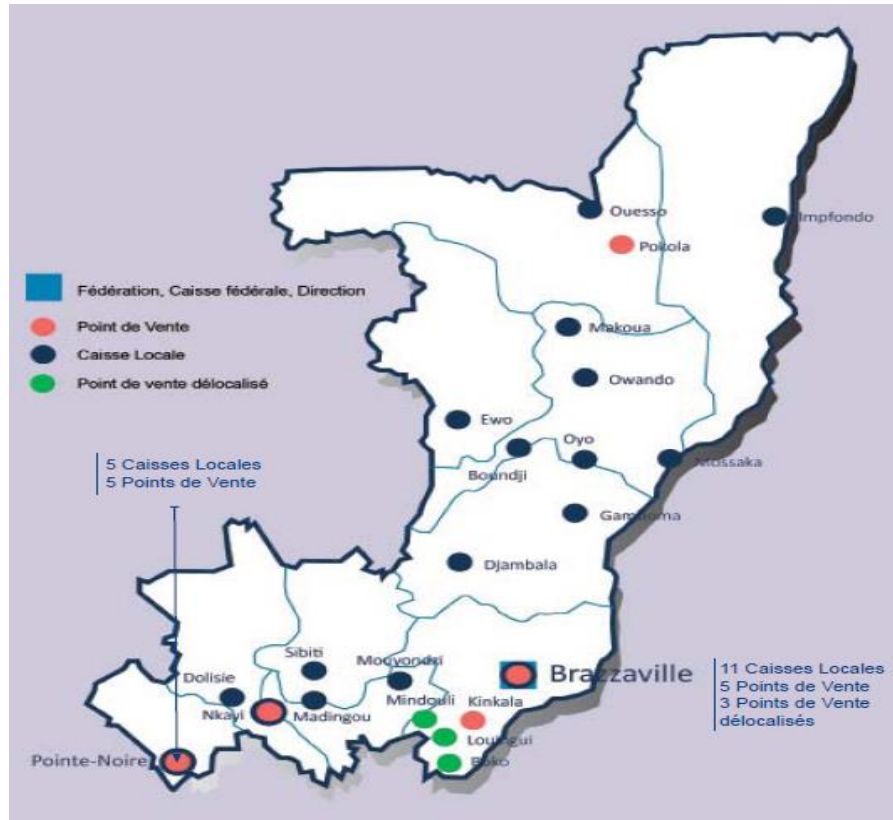 Ouesso
Impfondo
Pokola
Fédération, Caisse fédérale, Direction
Point de Vente
Caisse Locale
Point de vente délocalisé
Makoua
Owando
Ewo
Oyo
Boundji
Mossaka
5 Caisses Locales
5 Points de Vente
Gamboma
Djambala
Sibiti
Mouyondzi
Dolisie
Brazzaville
11 Caisses Locales
5 Points de Vente
3 Points de Vente
délocalisés
Mindouli
Kinkala
Nkayi
Madingou
Louingui
Pointe-Noire
Boko